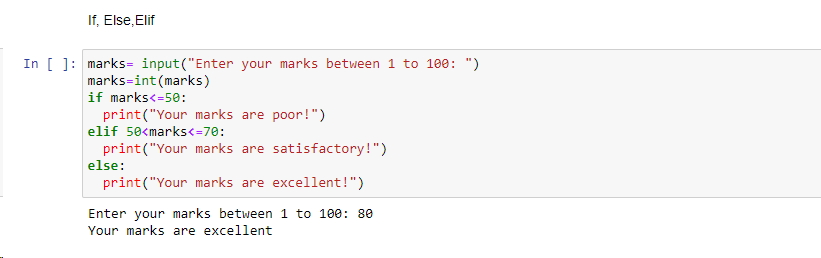 If, Else,Elif
In [ ]: marks= input("Enter your marks between 1 to 100: ")
marks=int(marks)
if marks<=50:
  print("Your marks are poor!")
elif 50<marks<=70:
  print("Your marks are satisfactory!")
else:
  print("Your marks are excellent!")
Enter your marks between 1 to 100: 80
Your marks are excellent